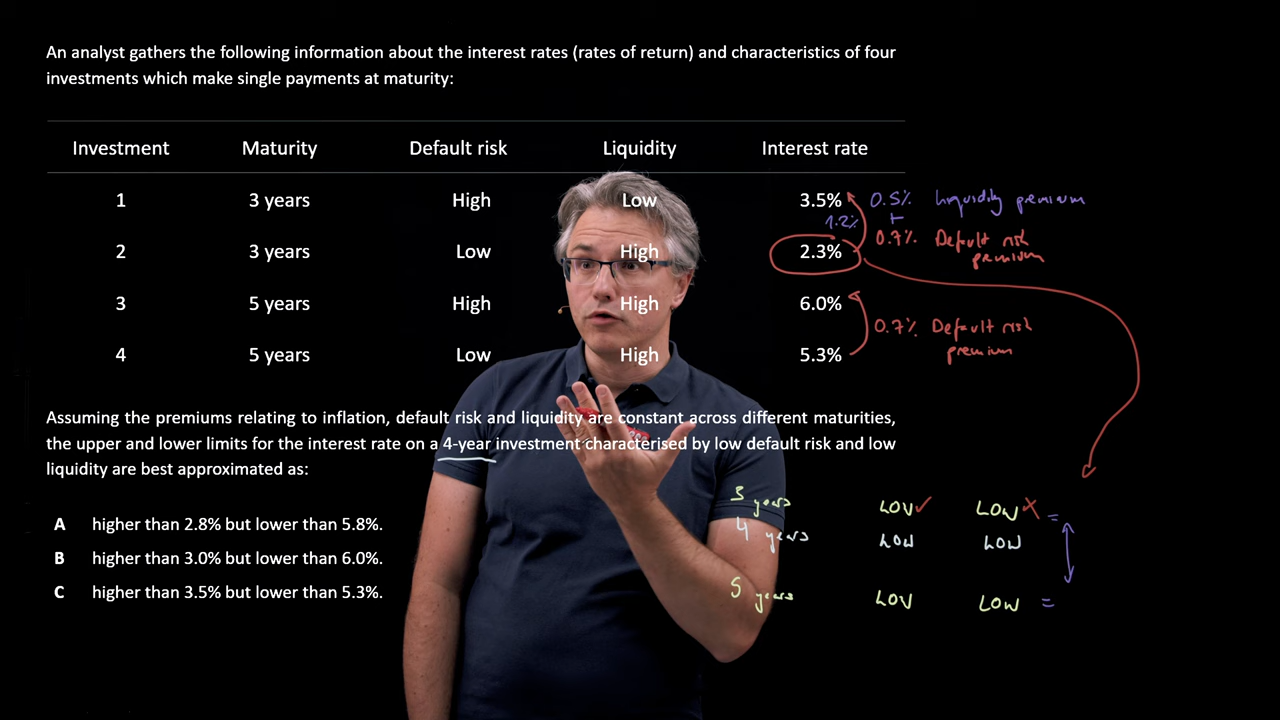 An analyst gathers the following information about the interest rates (rates of return) and characteristics of four
investments which make single payments at maturity:
Investment Maturity Default risk Liquidity Interest rate
1 3 years High Low 3.5% 0.5% Liquidity premium
1.2% +
2 3 years Low High 2.3% 0.7% Default risk
premium
3 5 years High High 6.0%
0.7% Default risk
premium
4 5 years Low High 5.3%
Assuming the premiums relating to inflation, default risk and liquidity are constant across different maturities,
the upper and lower limits for the interest rate on a 4-year investment characterised by low default risk and low
liquidity are best approximated as:
3 years LOW ✓ LOW ✗ =
A higher than 2.8% but lower than 5.8%.
4 years LOW LOW
B higher than 3.0% but lower than 6.0%.
C higher than 3.5% but lower than 5.3%.
5 years LOW LOW =